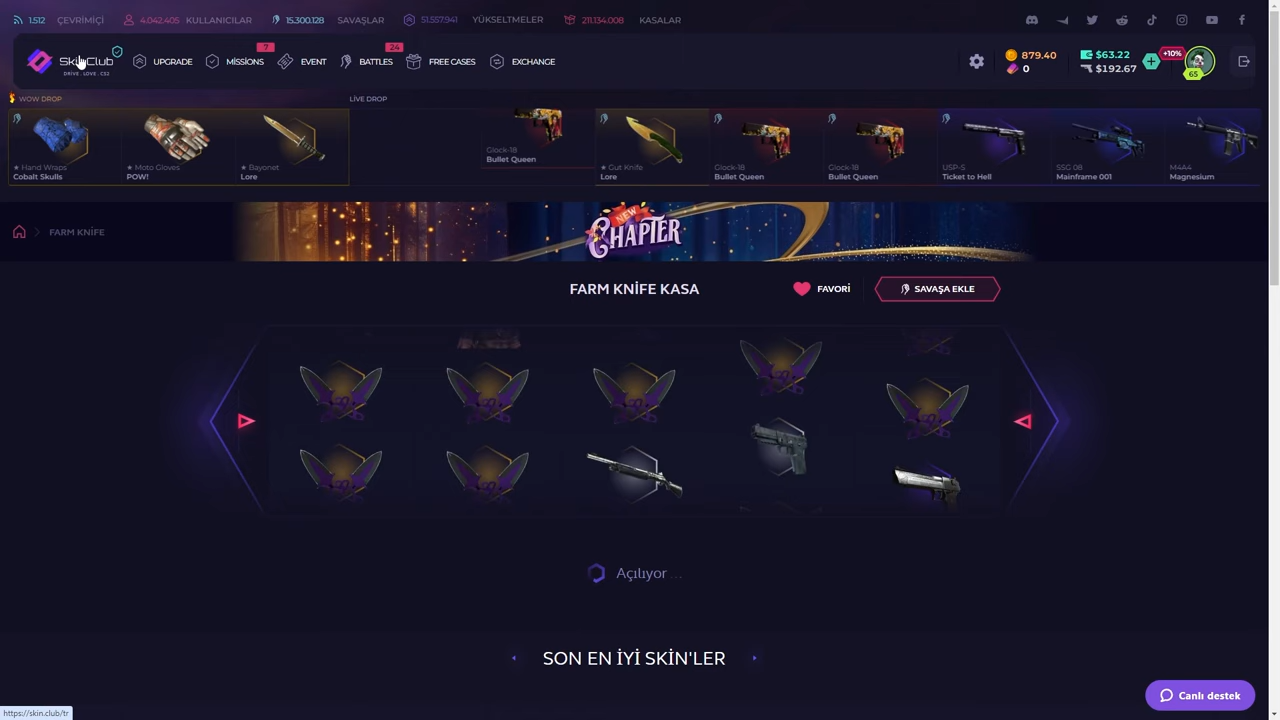 1.512 ÇEVRİMİÇİ 4.042.405 KULLANICILAR 15.300.128 SAVAŞLAR 51.557.941 YÜKSELTMELER 211.134.008 KASALAR
7 24
SkinClub UPGRADE MISSIONS EVENT BATTLES FREE CASES EXCHANGE
DRIVE . LOVE . CS2
879.40 $63.22 +10%
0 $192.67 65
WOW DROP LİVE DROP
★ Hand Wraps ★ Moto Gloves ★ Bayonet Glock-18 ★ Gut Knife Glock-18 Glock-18 USP-S SSG 08 M4A4
Cobalt Skulls POW! Lore Bullet Queen Lore Bullet Queen Bullet Queen Ticket to Hell Mainframe 001 Magnesium
NEW
CHAPTER
FARM KNİFE
FARM KNİFE KASA FAVORİ SAVAŞA EKLE
Açılıyor ...
SON EN İYİ SKİN'LER
Canlı destek
https://skin.club/tr